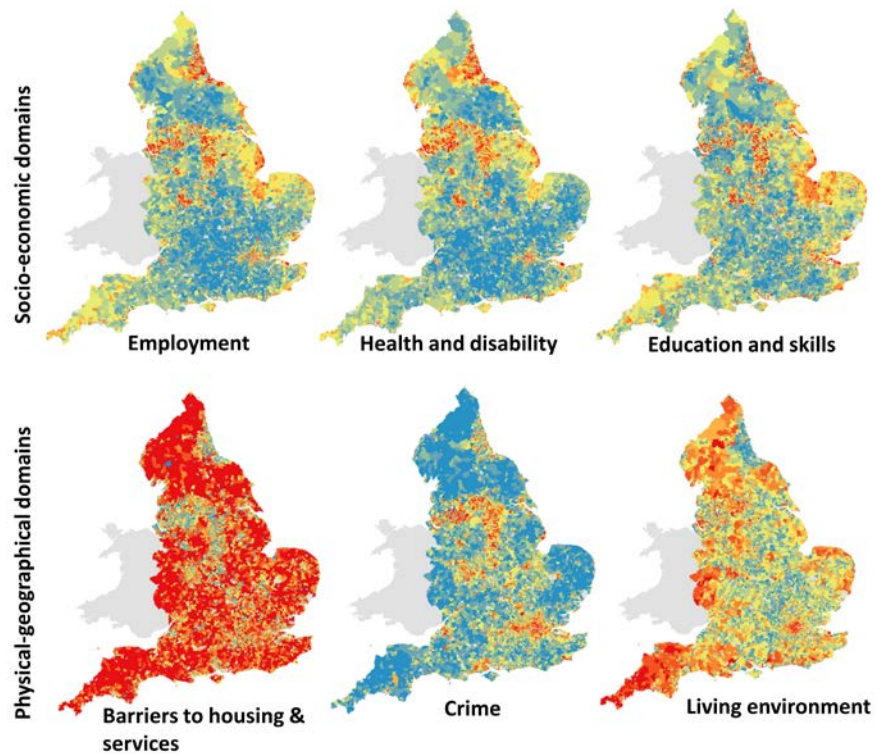 Socio-economic domains
Employment
Health and disability
Education and skills
Physical-geographical domains
Barriers to housing &
services
Crime
Living environment